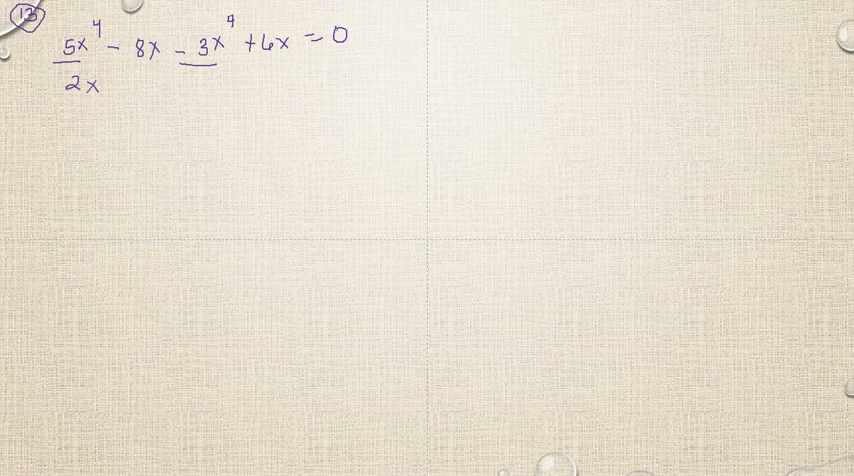 13
5x⁴ - 8x - 3x⁴ + 6x = 0
2x